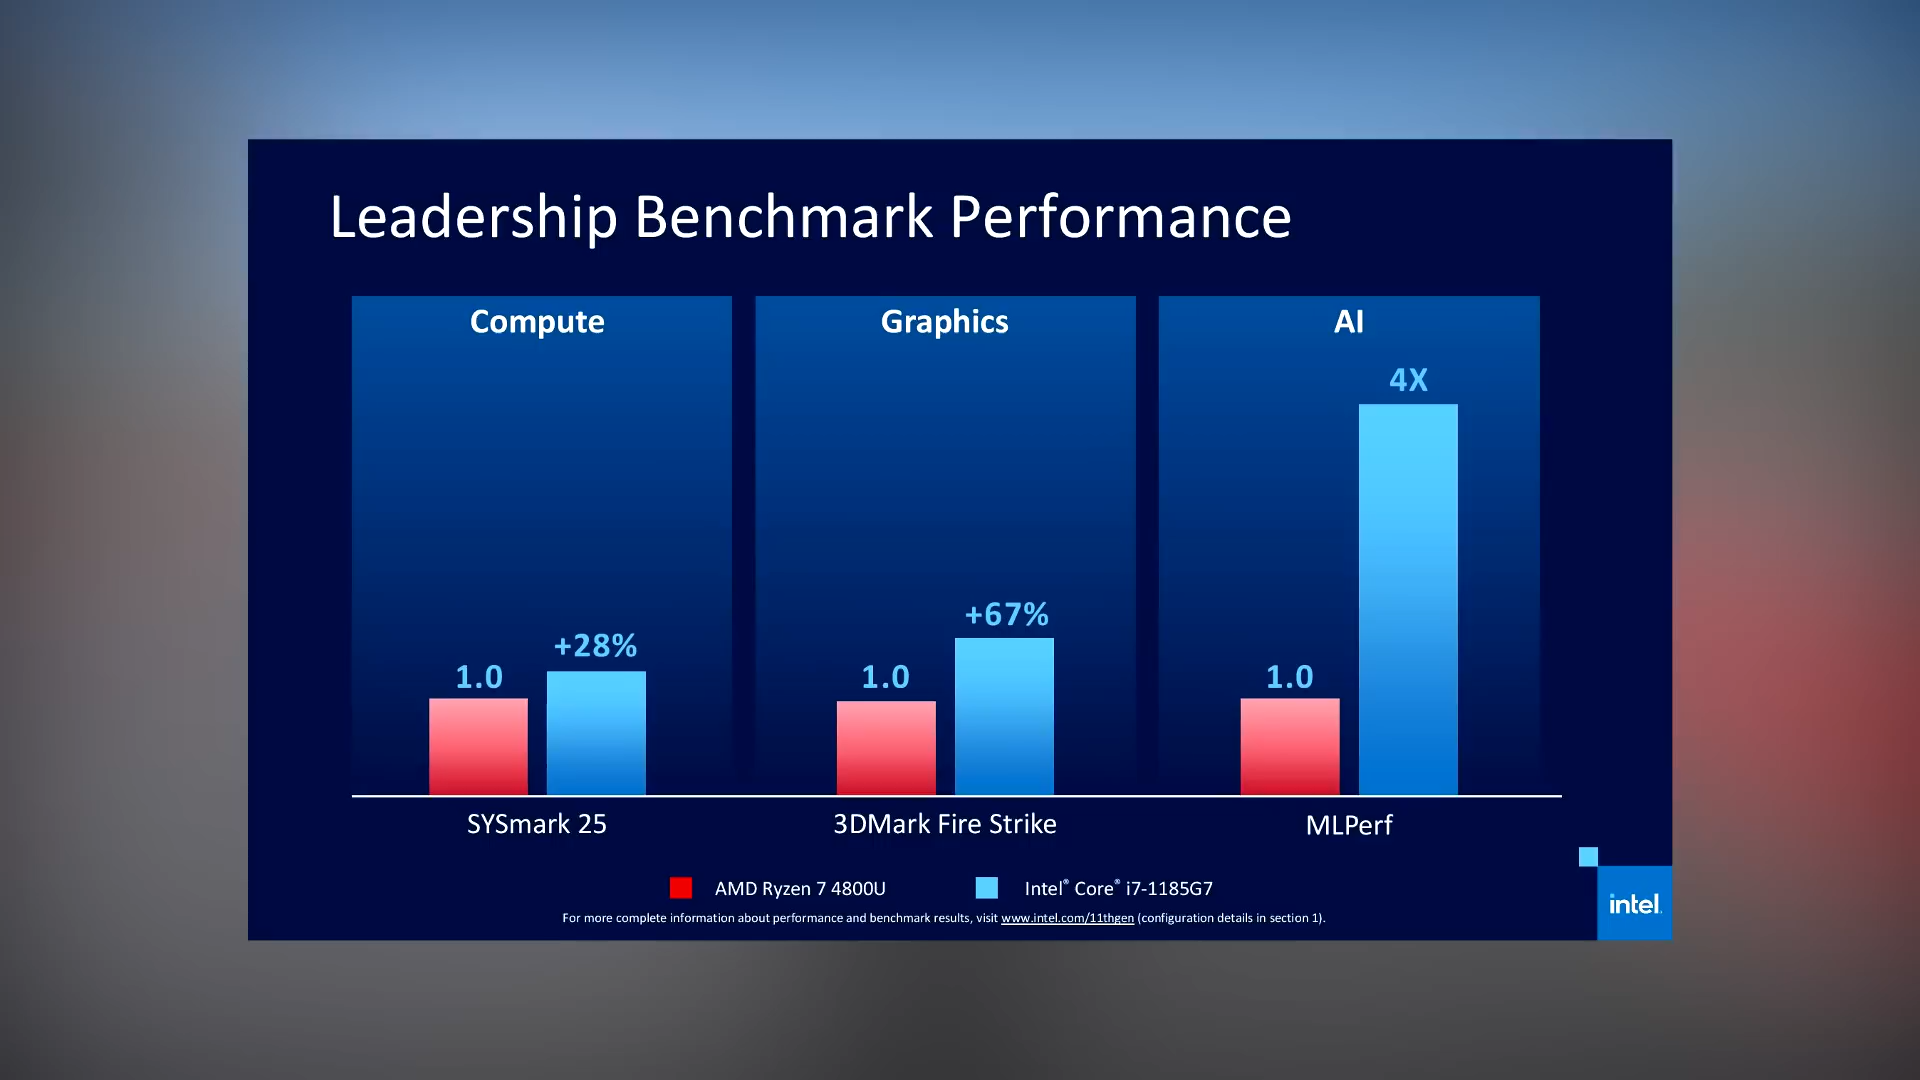 Leadership Benchmark Performance
Compute
Graphics
AI
4X
+67%
+28%
1.0
1.0
1.0
SYSmark 25
3DMark Fire Strike
MLPerf
AMD Ryzen 7 4800U
Intel® Core® i7-1185G7
For more complete information about performance and benchmark results, visit www.intel.com/11thgen (configuration details in section 1).
intel.